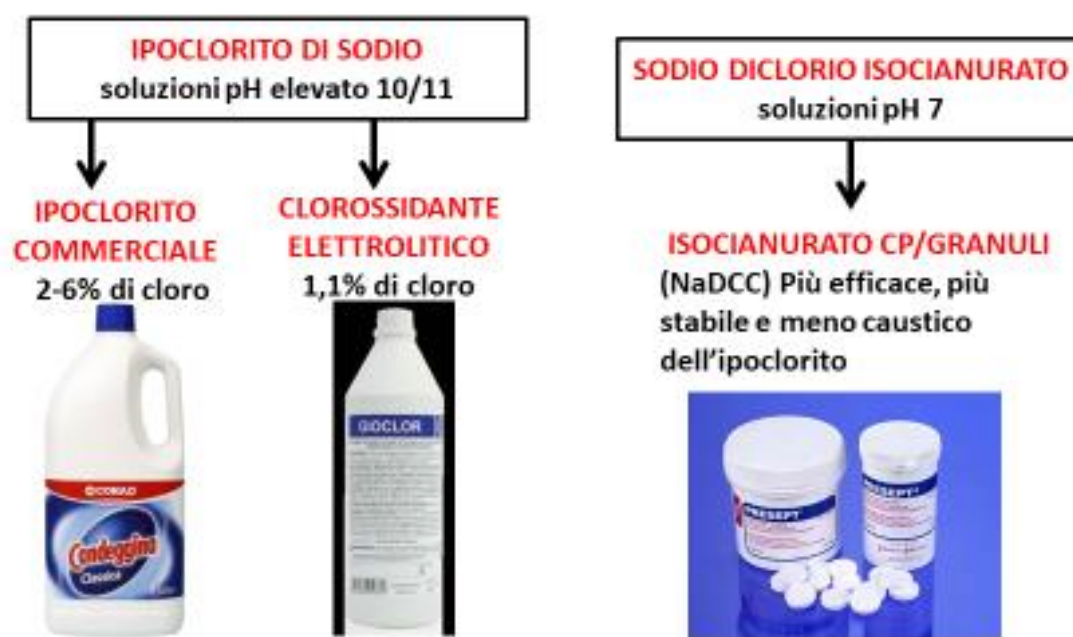 IPOCLORITO DI SODIO
soluzioni pH elevato 10/11
IPOCLORITO
COMMERCIALE
2-6% di cloro
CLOROSSIDANTE
ELETTROLITICO
1,1% di cloro
SODIO DICLORIO ISOCIANURATO
soluzioni pH 7
ISOCIANURATO CP/GRANULI
(NaDCC) Più efficace, più
stabile e meno caustico
dell'ipoclorito
CONAD
Candeggina
Classica
GIOCLOR
PRESEPT
PRESEPT